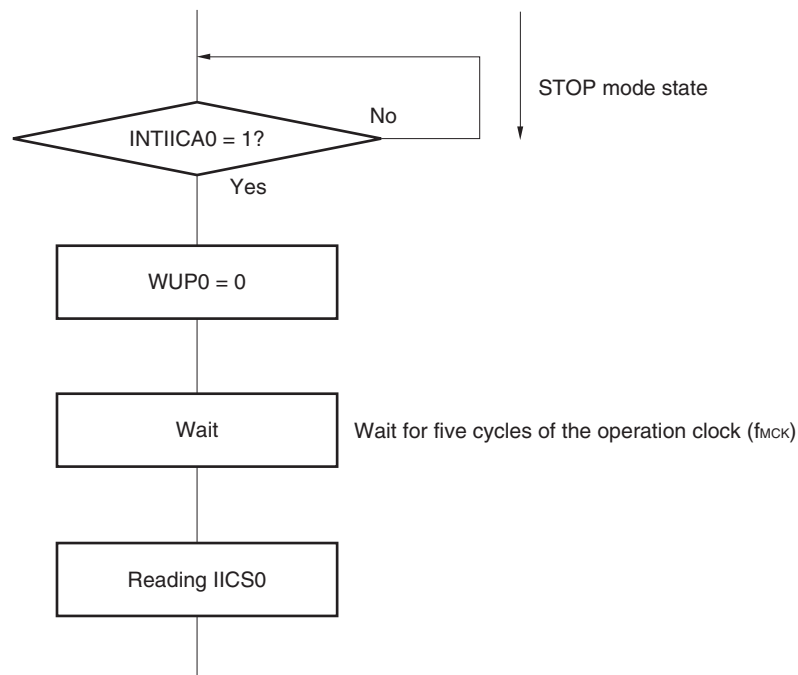 STOP mode state
No
INTIICA0 = 1?
Yes
WUP0 = 0
Wait
Wait for five cycles of the operation clock (fMCK)
Reading IICS0